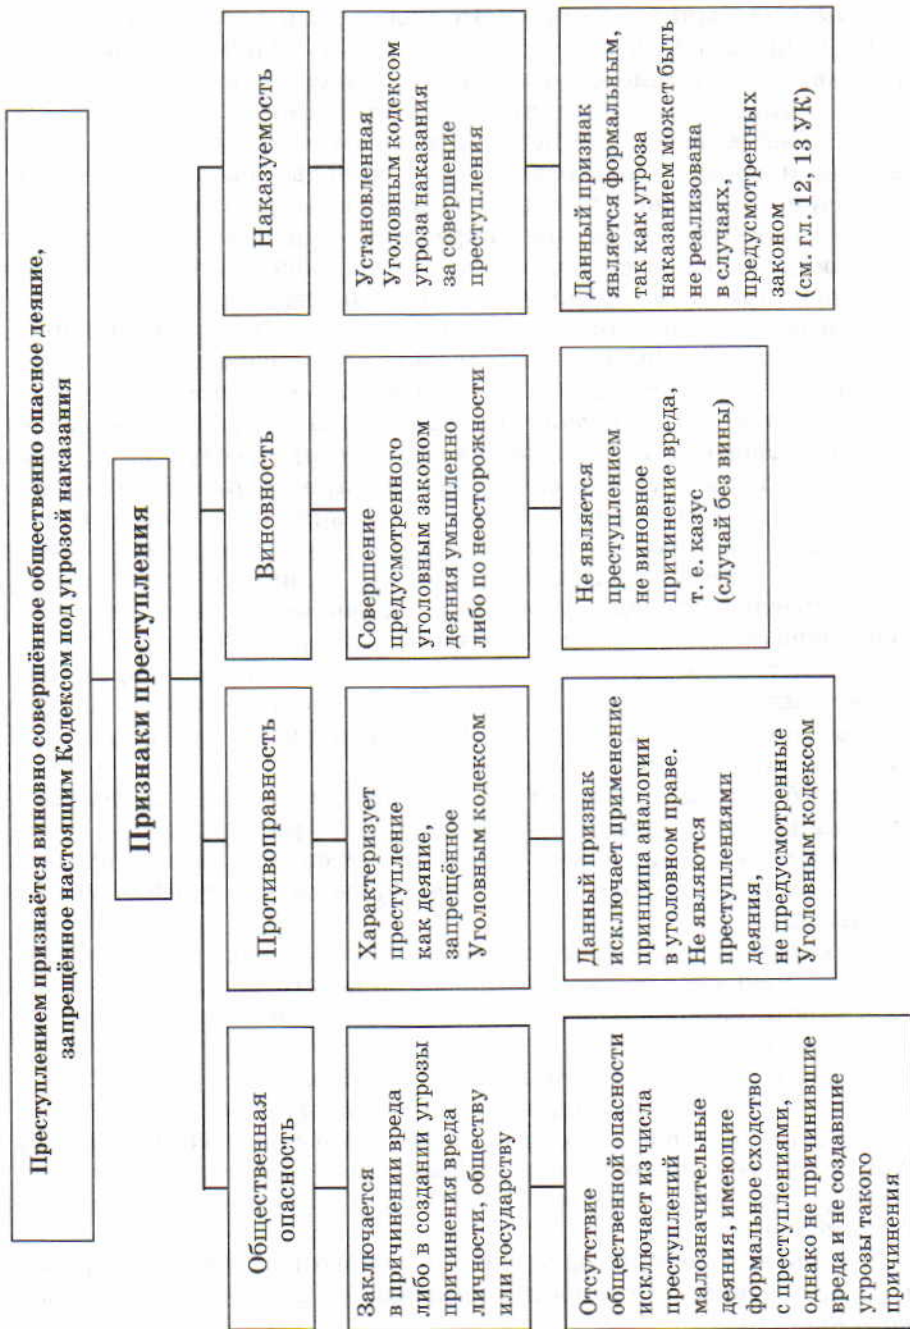 Преступлением признаётся виновно совершённое общественно опасное деяние,
запрещённое настоящим Кодексом под угрозой наказания
Признаки преступления
Общественная
опасность
Заключается
в причинении вреда
либо в создании угрозы
причинения вреда
личности, обществу
или государству
Отсутствие
общественной опасности
исключает из числа
преступлений
малозначительные
деяния, имеющие
формальное сходство
с преступлениями,
однако не причинившие
вреда и не создавшие
угрозы такого
причинения
Противоправность
Характеризует
преступление
как деяние,
запрещённое
Уголовным кодексом
Данный признак
исключает применение
принципа аналогии
в уголовном праве.
Не являются
преступлениями
деяния,
не предусмотренные
Уголовным кодексом
Виновность
Совершение
предусмотренного
уголовным законом
деяния умышленно
либо по неосторожности
Не является
преступлением
не виновное
причинение вреда,
т. е. казус
(случай без вины)
Наказуемость
Установленная
Уголовным кодексом
угроза наказания
за совершение
преступления
Данный признак
является формальным,
так как угроза
наказанием может быть
не реализована
в случаях,
предусмотренных
законом
(см. гл. 12, 13 УК)